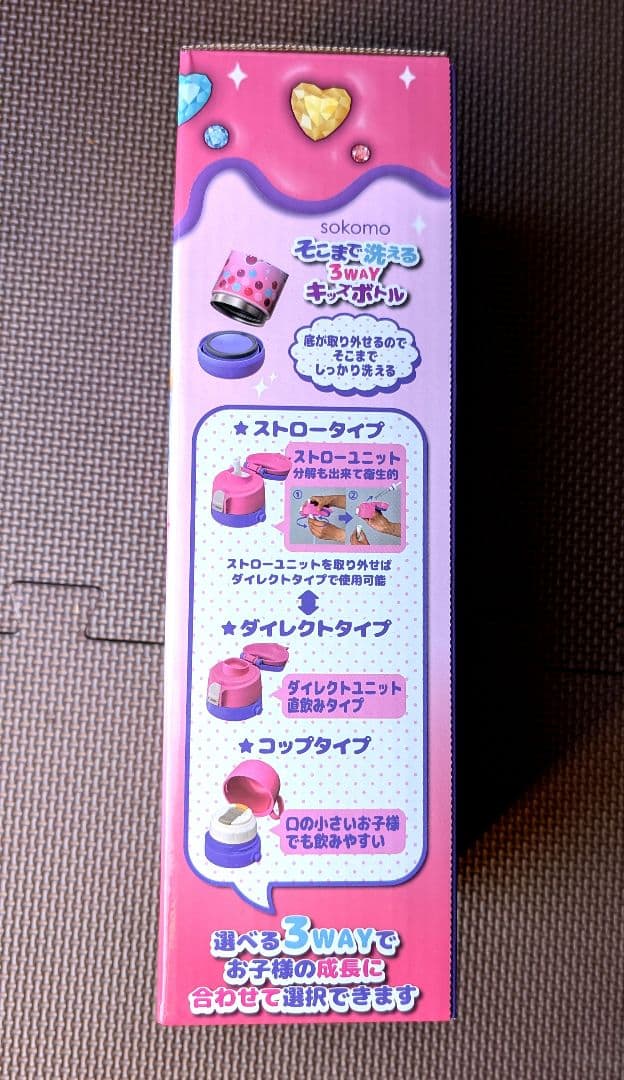 sokomo
そこまで洗える
3WAY
キッズボトル
底が取り外せるので
そこまで
しっかり洗える
★ストロータイプ
ストローユニット
分解も出来て衛生的
① ②
ストローユニットを取り外せば
ダイレクトタイプで使用可能
★ダイレクトタイプ
ダイレクトユニット
直飲みタイプ
★コップタイプ
口の小さいお子様
でも飲みやすい
選べる3WAYで
お子様の成長に
合わせて選択できます